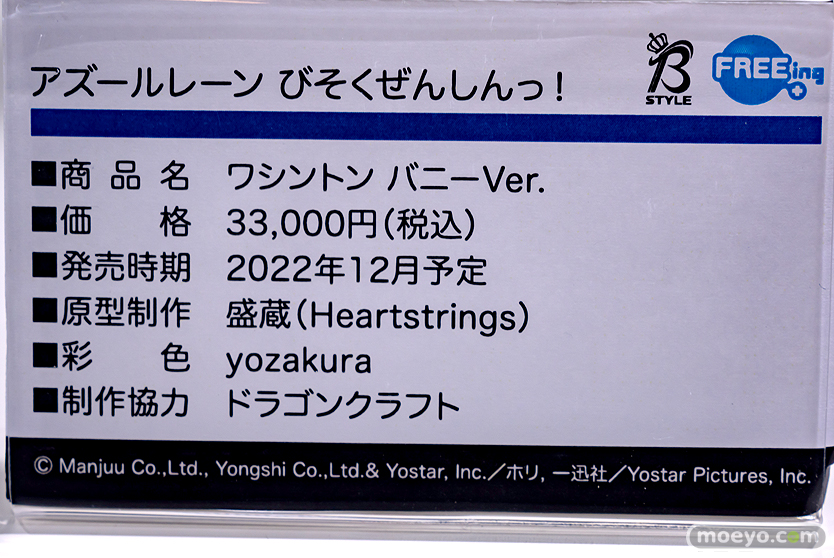 アズールレーン びそくぜんしんっ!
B STYLE
FREEing
■商品名 ワシントン バニーVer.
■価格 33,000円(税込)
■発売時期 2022年12月予定
■原型制作 盛蔵(Heartstrings)
■彩色 yozakura
■制作協力 ドラゴンクラフト
© Manjuu Co.,Ltd., Yongshi Co.,Ltd.& Yostar, Inc./ホリ, 一迅社/Yostar Pictures, Inc.
moeyo.com